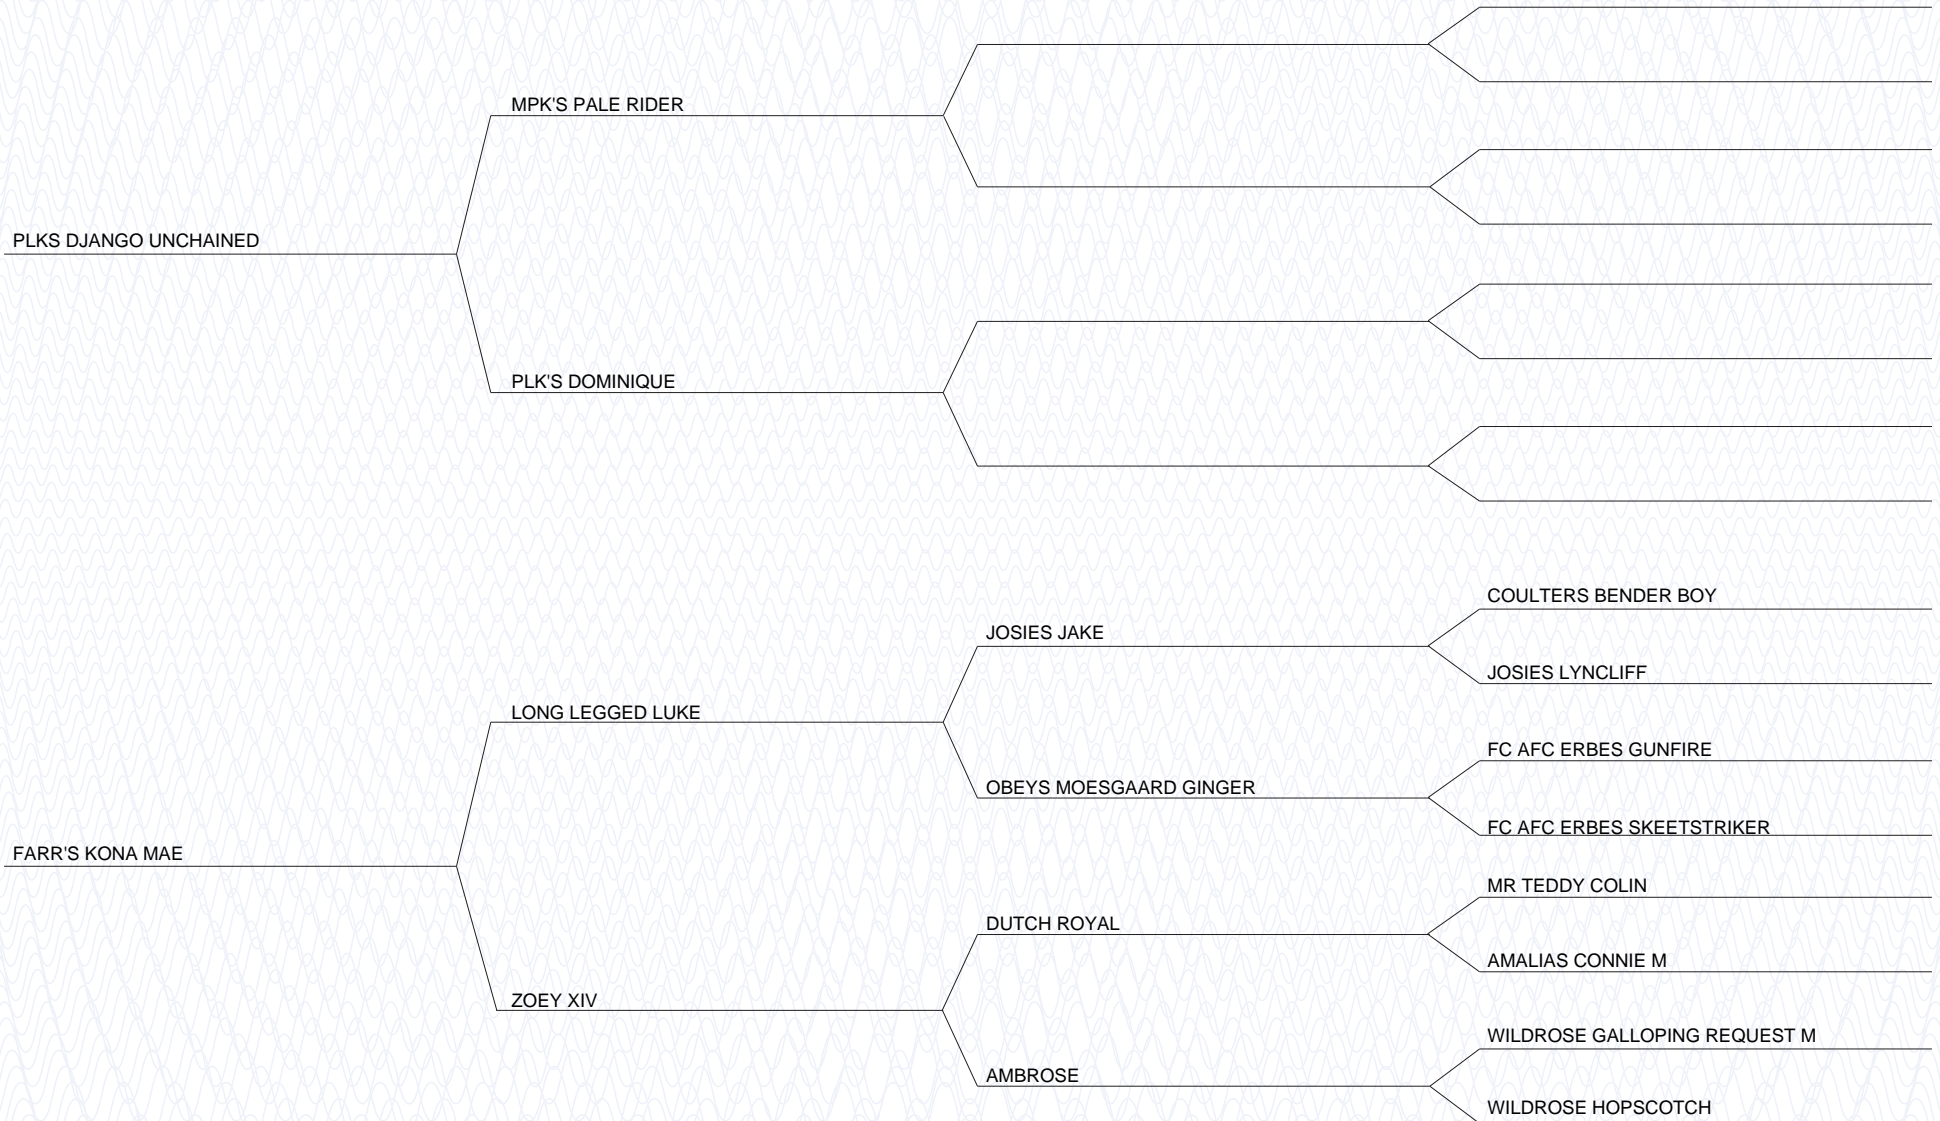 MPK'S PALE RIDER
PLKS DJANGO UNCHAINED
PLK'S DOMINIQUE
COULTERS BENDER BOY
JOSIES JAKE
JOSIES LYNCLIFF
LONG LEGGED LUKE
FC AFC ERBES GUNFIRE
OBEYS MOESGAARD GINGER
FC AFC ERBES SKEETSTRIKER
FARR'S KONA MAE
MR TEDDY COLIN
DUTCH ROYAL
AMALIAS CONNIE M
ZOEY XIV
WILDROSE GALLOPING REQUEST M
AMBROSE
WILDROSE HOPSCOTCH